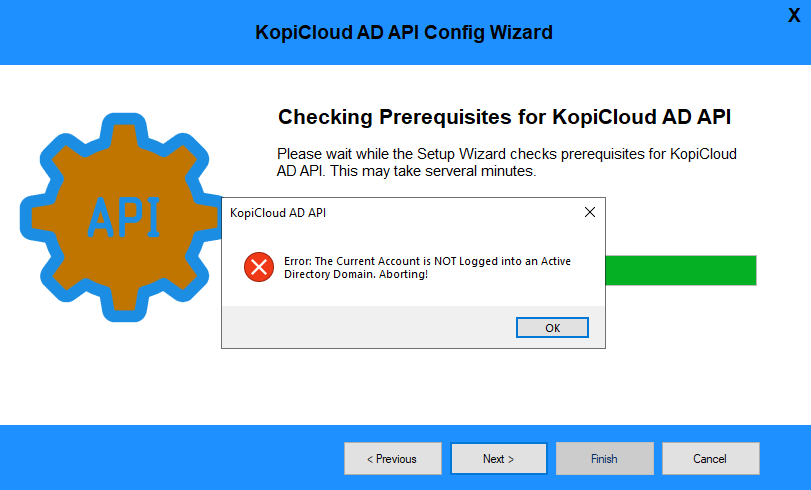 X
KopiCloud AD API Config Wizard
Checking Prerequisites for KopiCloud AD API
Please wait while the Setup Wizard checks prerequisites for KopiCloud
AD API. This may take serveral minutes.
API
KopiCloud AD API
Error: The Current Account is NOT Logged into an Active
Directory Domain. Aborting!
OK
< Previous
Next >
Finish
Cancel